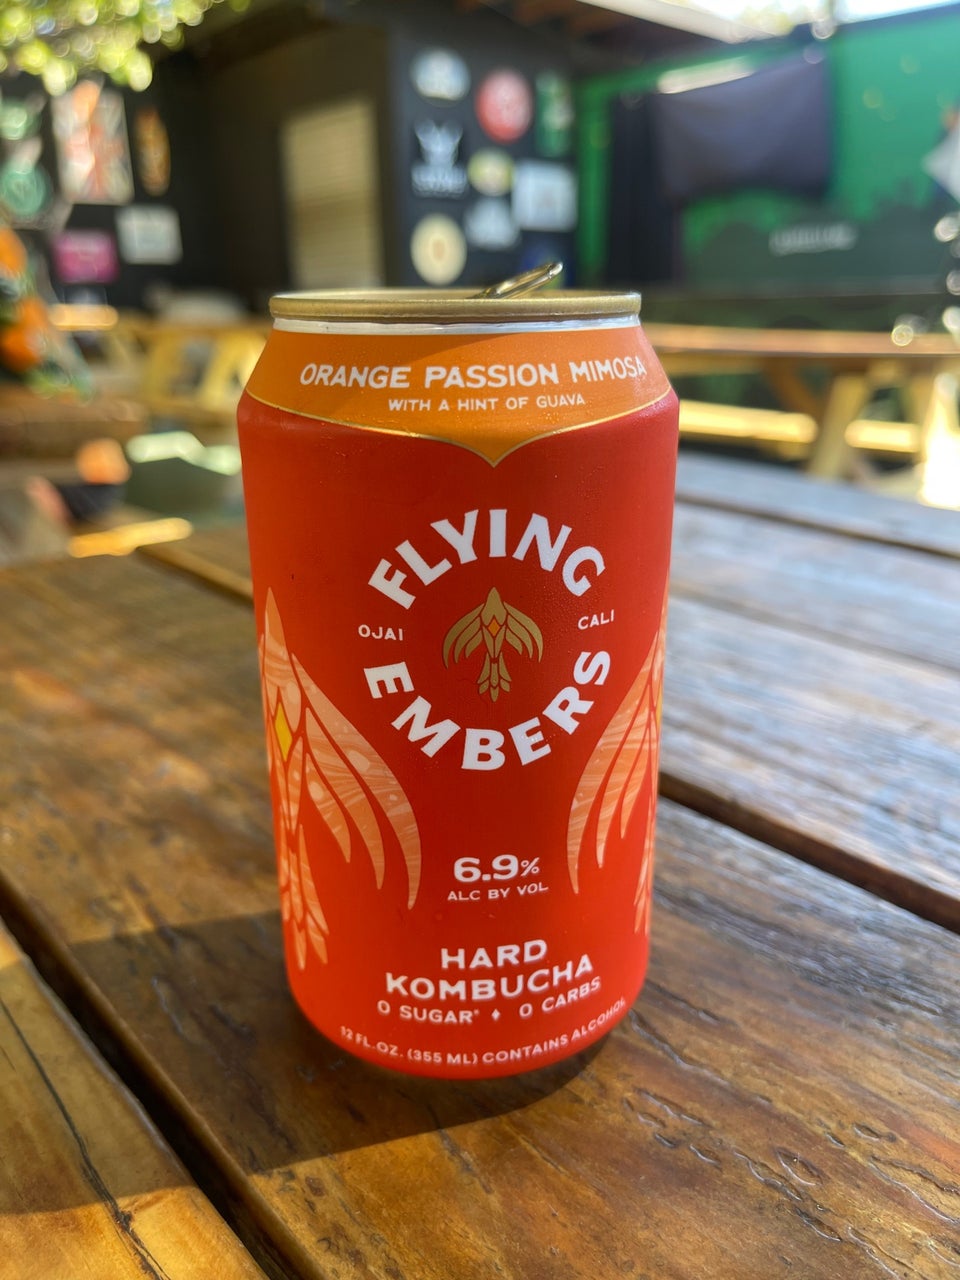 ORANGE PASSION MIMOSA
WITH A HINT OF GUAVA
FLYING
OJAI CALI
EMBERS
6.9%
ALC BY VOL
HARD
KOMBUCHA
0 SUGAR* ♦ 0 CARBS
12 FL.OZ. (355 ML) CONTAINS ALCOHOL